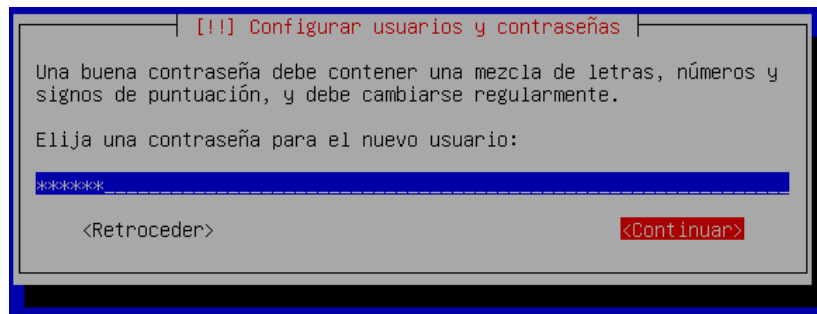 [!!] Configurar usuarios y contraseñas
Una buena contraseña debe contener una mezcla de letras, números y
signos de puntuación, y debe cambiarse regularmente.
Elija una contraseña para el nuevo usuario:
******
<Retroceder> <Continuar>